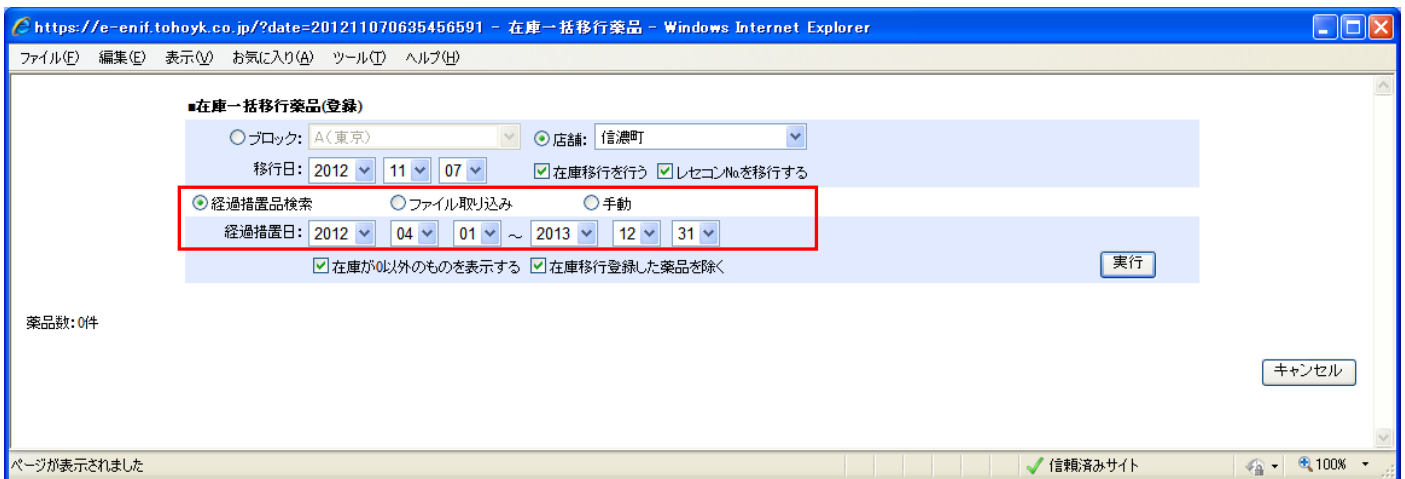 https://e-enif.tohoyk.co.jp/?date=201211070635456591 - 在庫一括移行薬品 - Windows Internet Explorer
ファイル(F) 編集(E) 表示(V) お気に入り(A) ツール(T) ヘルプ(H)
■在庫一括移行薬品(登録)
ブロック: A(東京) 店舗: 信濃町
移行日: 2012 11 07 在庫移行を行う レセコンNoを移行する
経過措置品検索 ファイル取り込み 手動
経過措置日: 2012 04 01 ～ 2013 12 31
在庫が0以外のものを表示する 在庫移行登録した薬品を除く 実行
薬品数:0件
キャンセル
ページが表示されました 信頼済みサイト 100%